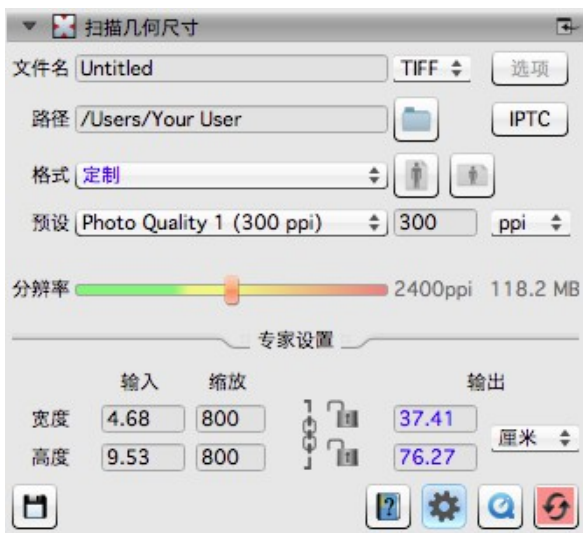 扫描几何尺寸
文件名 Untitled TIFF 选项
路径 /Users/Your User IPTC
格式 定制
预设 Photo Quality 1 (300 ppi) 300 ppi
分辨率 2400ppi 118.2 MB
专家设置
输入 缩放 输出
宽度 4.68 800 37.41
厘米
高度 9.53 800 76.27